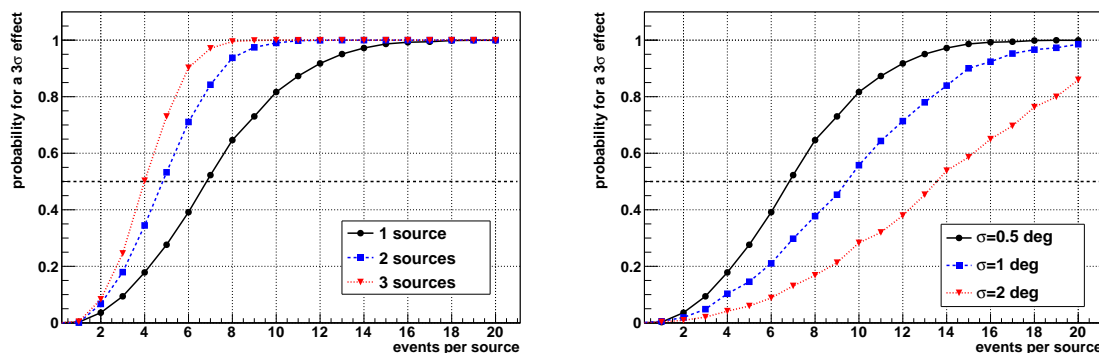 probability for a 3σ effect
1
0.8
0.6
0.4
0.2
0
2 4 6 8 10 12 14 16 18 20
events per source
1 source
2 sources
3 sources
probability for a 3σ effect
1
0.8
0.6
0.4
0.2
0
2 4 6 8 10 12 14 16 18 20
events per source
σ=0.5 deg
σ=1 deg
σ=2 deg